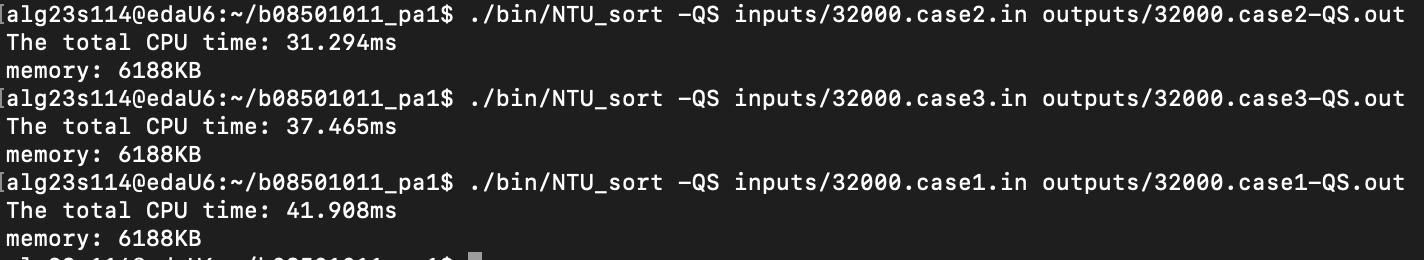 [alg23s114@edaU6:~/b08501011_pa1$ ./bin/NTU_sort -QS inputs/32000.case2.in outputs/32000.case2-QS.out
The total CPU time: 31.294ms
memory: 6188KB
[alg23s114@edaU6:~/b08501011_pa1$ ./bin/NTU_sort -QS inputs/32000.case3.in outputs/32000.case3-QS.out
The total CPU time: 37.465ms
memory: 6188KB
[alg23s114@edaU6:~/b08501011_pa1$ ./bin/NTU_sort -QS inputs/32000.case1.in outputs/32000.case1-QS.out
The total CPU time: 41.908ms
memory: 6188KB